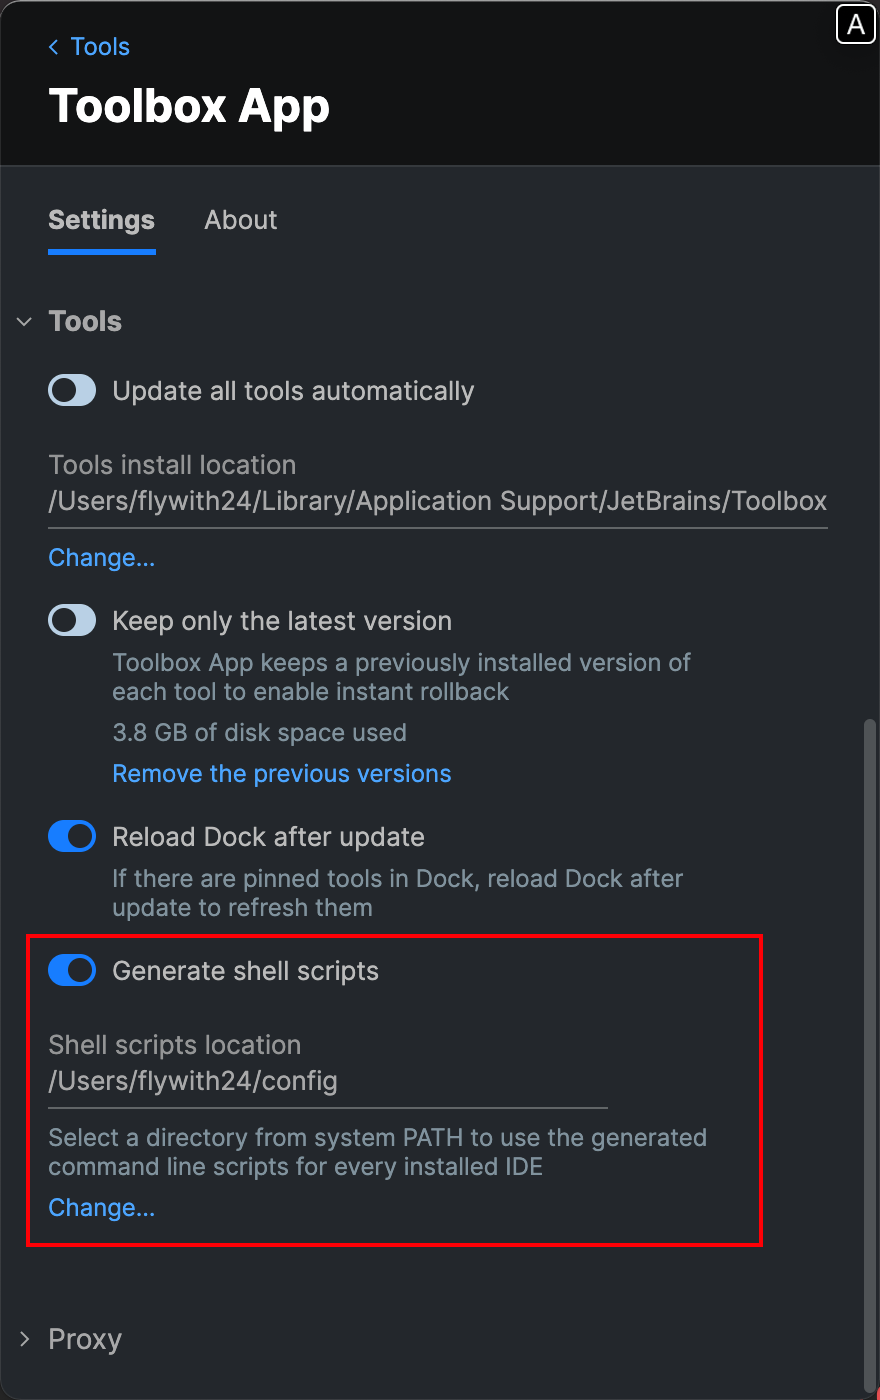 A
Tools
Toolbox App
Settings
About
Tools
Update all tools automatically
Tools install location
/Users/flywith24/Library/Application Support/JetBrains/Toolbox
Change...
Keep only the latest version
Toolbox App keeps a previously installed version of
each tool to enable instant rollback
3.8 GB of disk space used
Remove the previous versions
Reload Dock after update
If there are pinned tools in Dock, reload Dock after
update to refresh them
Generate shell scripts
Shell scripts location
/Users/flywith24/config
Select a directory from system PATH to use the generated
command line scripts for every installed IDE
Change...
Proxy